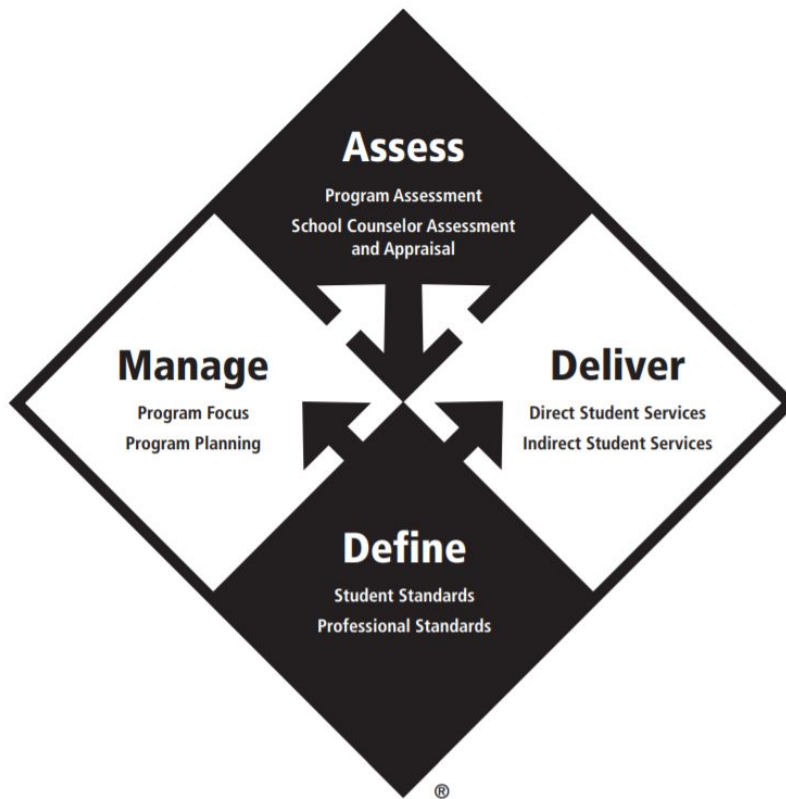 Assess
Program Assessment
School Counselor Assessment
and Appraisal
Manage
Program Focus
Program Planning
Deliver
Direct Student Services
Indirect Student Services
Define
Student Standards
Professional Standards
®